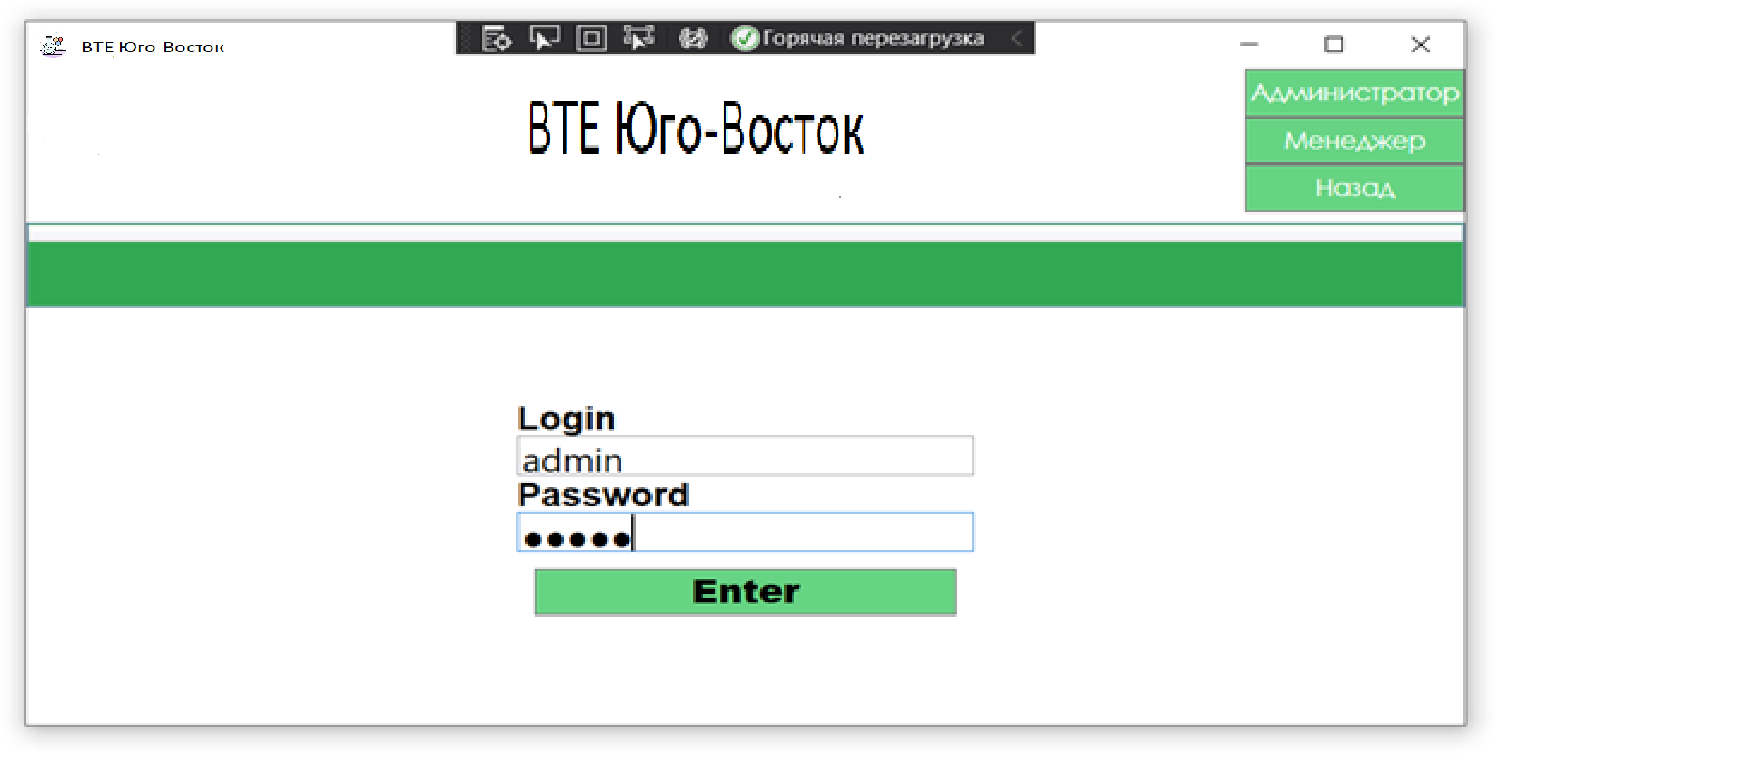 ВТЕ Юго-Восток
Горячая перезагрузка
ВТЕ Юго-Восток
Администратор
Менеджер
Назад
Login
admin
Password
Enter